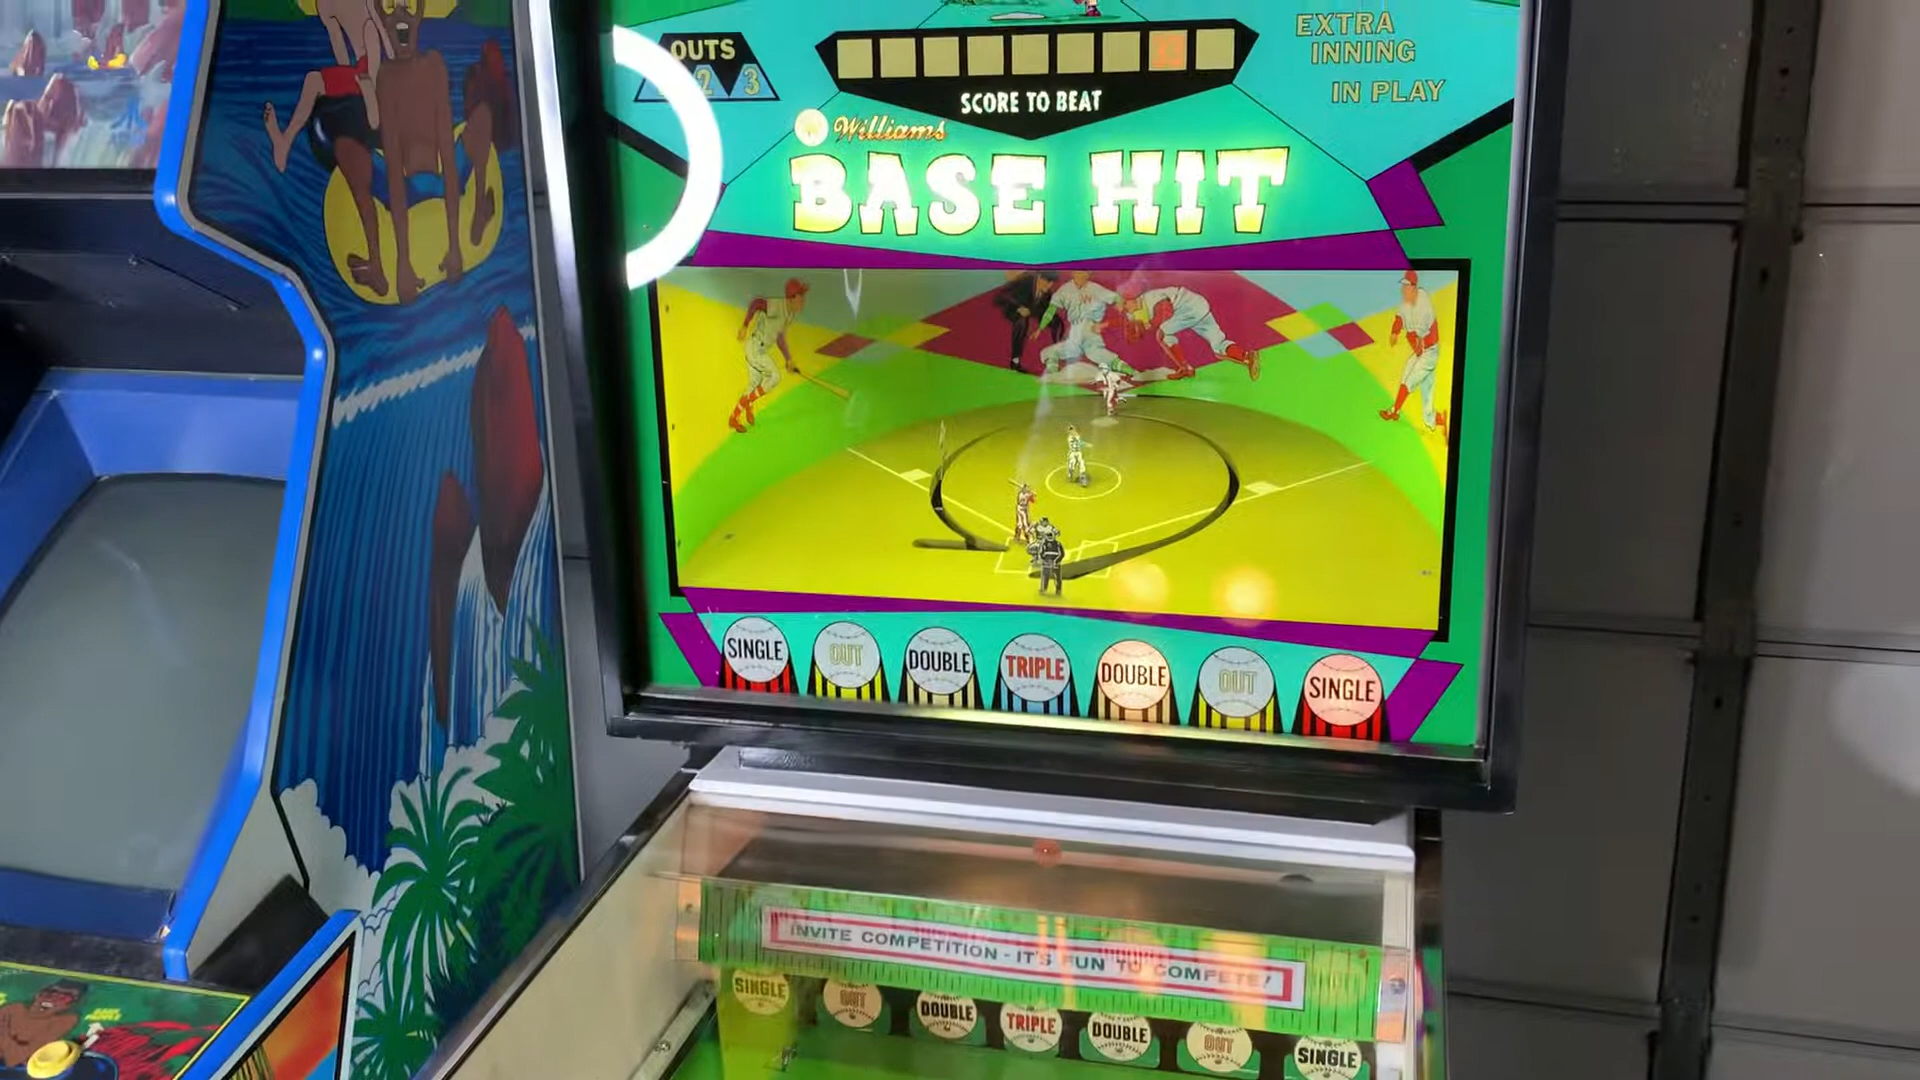 OUTS
2 3
SCORE TO BEAT
EXTRA
INNING
IN PLAY
Williams
BASE HIT
SINGLE OUT DOUBLE TRIPLE DOUBLE OUT SINGLE
INVITE COMPETITION - IT'S FUN TO COMPETE!
SINGLE OUT DOUBLE TRIPLE DOUBLE OUT SINGLE